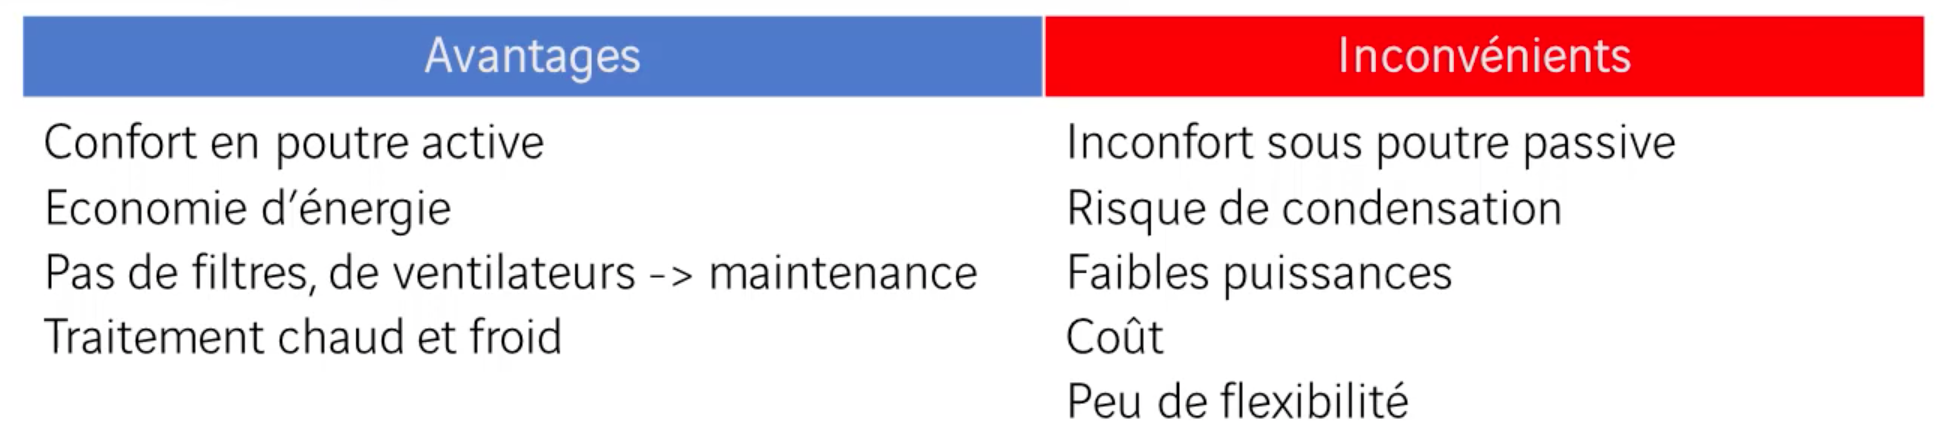 Avantages
Inconvénients
Confort en poutre active
Economie d’énergie
Pas de filtres, de ventilateurs -> maintenance
Traitement chaud et froid
Inconfort sous poutre passive
Risque de condensation
Faibles puissances
Coût
Peu de flexibilité